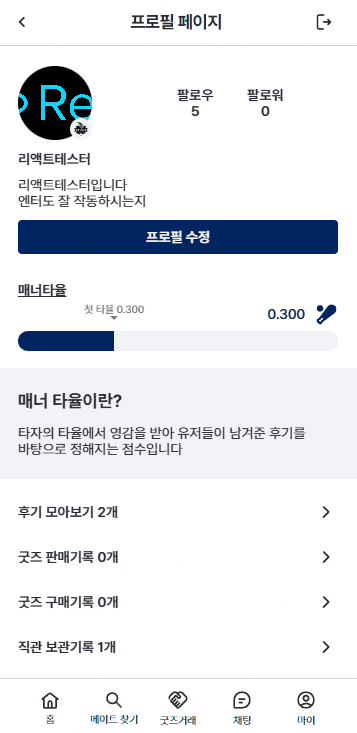 프로필 페이지
Re
팔로우
5
팔로워
0
리액트테스터
리액트테스터입니다
엔터도 잘 작동하시는지
프로필 수정
매너타율
첫 타율 0.300
0.300
매너 타율이란?
타자의 타율에서 영감을 받아 유저들이 남겨준 후기를
바탕으로 정해지는 점수입니다
후기 모아보기 2개
굿즈 판매기록 0개
굿즈 구매기록 0개
직관 보관기록 1개
홈
메이트 찾기
굿즈거래
채팅
마이